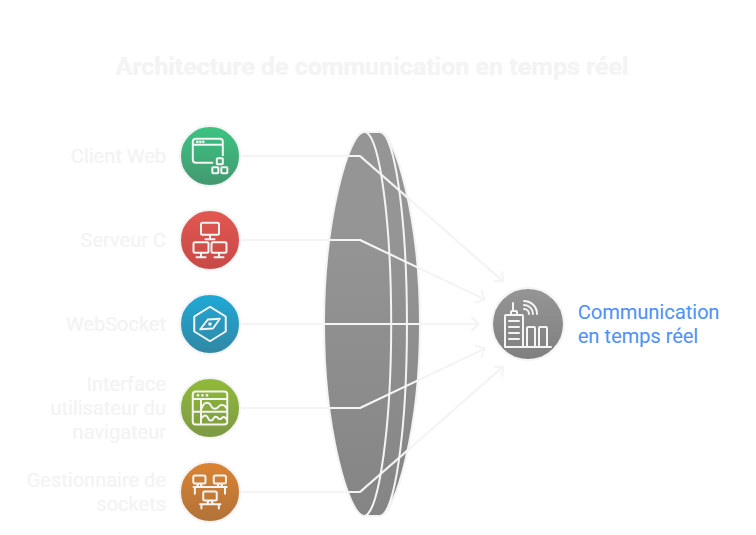 Architecture de communication en temps réel
Client Web
Serveur C
WebSocket
Interface
utilisateur du
navigateur
Gestionnaire de
sockets
Communication
en temps réel